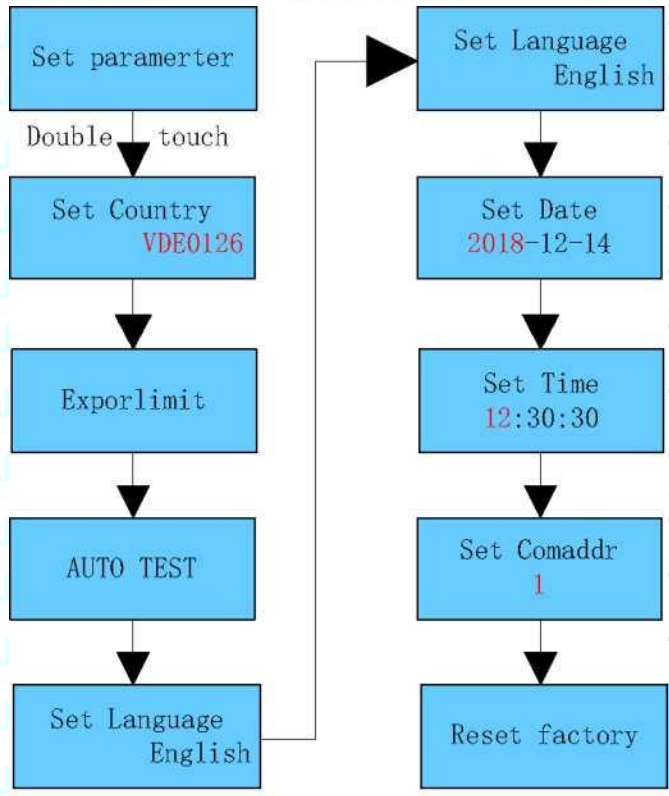 Set paramerter
Double touch
Set Country
VDE0126
Exporlimit
AUTO TEST
Set Language
English
Set Language
English
Set Date
2018-12-14
Set Time
12:30:30
Set Comaddr
1
Reset factory